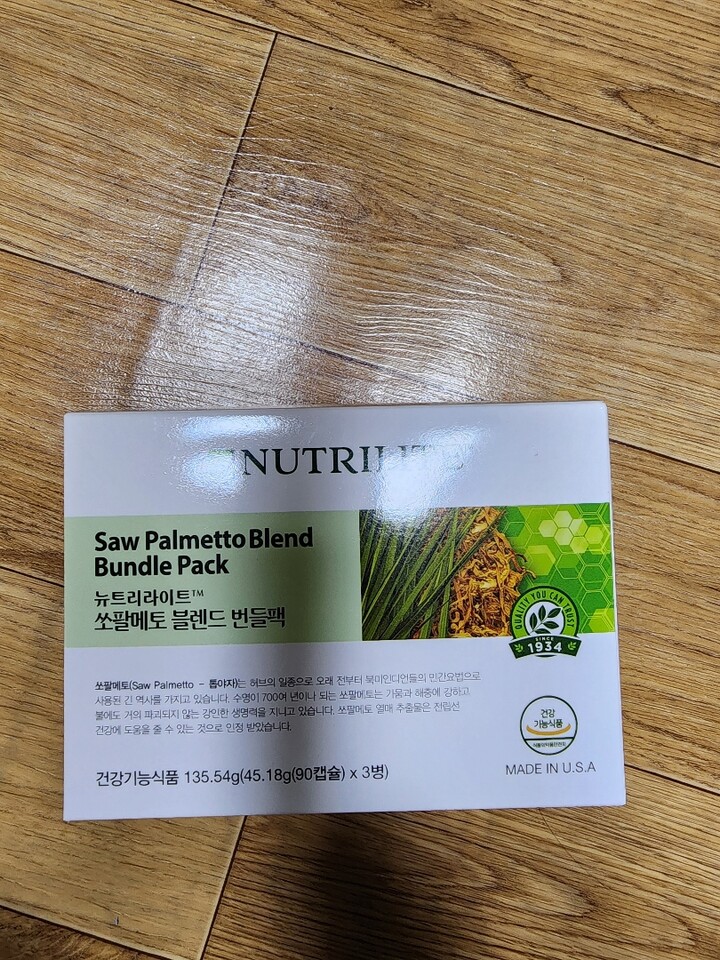 NUTRILITE
Saw Palmetto Blend
Bundle Pack
뉴트리라이트™
쏘팔메토 블렌드 번들팩
QUALITY YOU CAN TRUST
SINCE
1934
쏘팔메토(Saw Palmetto – 톱야자)는 허브의 일종으로 오래 전부터 북미인디언들의 민간요법으로
사용된 긴 역사를 가지고 있습니다. 수명이 700여 년이나 되는 쏘팔메토는 가뭄과 해충에 강하고
불에도 거의 파괴되지 않는 강인한 생명력을 지니고 있습니다. 쏘팔메토 열매 추출물은 전립선
건강에 도움을 줄 수 있는 것으로 인정 받았습니다.
건강
기능식품
식품의약품안전처
건강기능식품 135.54g(45.18g(90캡슐) x 3병)
MADE IN U.S.A